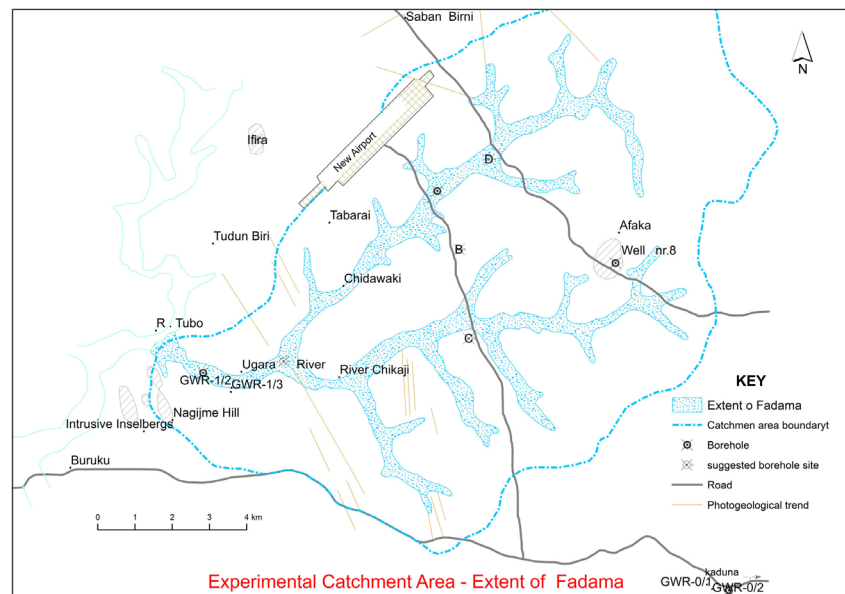 Saban Birni
N
Ifira
New Airport
D
Tabarai
Afaka
Tudun Biri
B
Well nr.8
Chidawaki
R . Tubo
C
Ugara River
River Chikaji
GWR-1/2
GWR-1/3
KEY
Nagijme Hill
Extent o Fadama
Intrusive Inselbergs
Catchmen area boundaryt
Borehole
Buruku
suggested borehole site
Road
Photogeological trend
0 1 2 3 4 km
kaduna
GWR-0/1
GWR-0/2
Experimental Catchment Area - Extent of Fadama